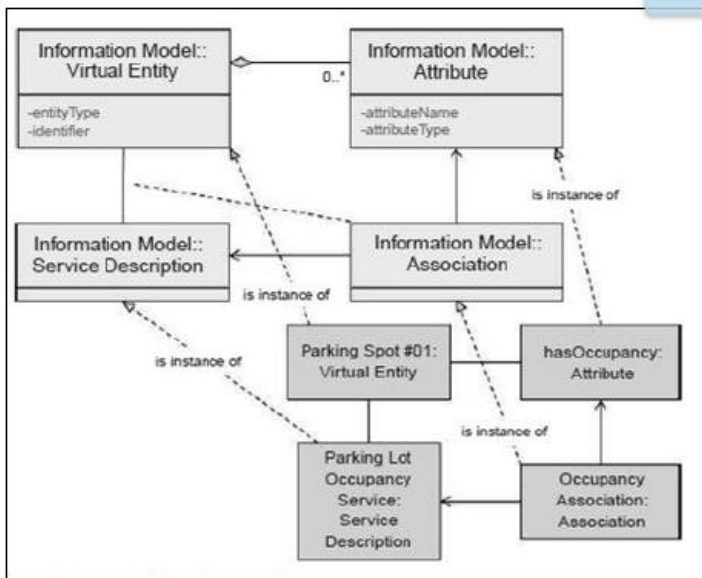 Information Model::
Virtual Entity
-entityType
-identifier
0..*
Information Model::
Attribute
-attributeName
-attributeType
is instance of
Information Model::
Service Description
Information Model::
Association
is instance of
is instance of
Parking Spot #01:
Virtual Entity
hasOccupancy:
Attribute
is instance of
Parking Lot
Occupancy
Service:
Service
Description
Occupancy
Association:
Association